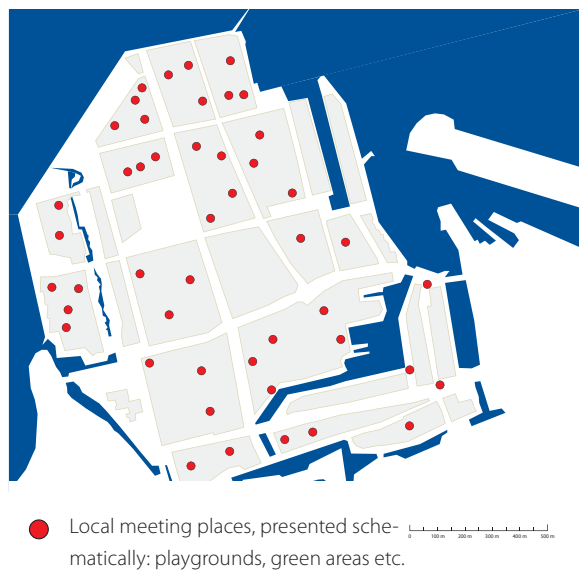 Local meeting places, presented sche-
matically: playgrounds, green areas etc.
0 100 m 200 m 300 m 400 m 500 m